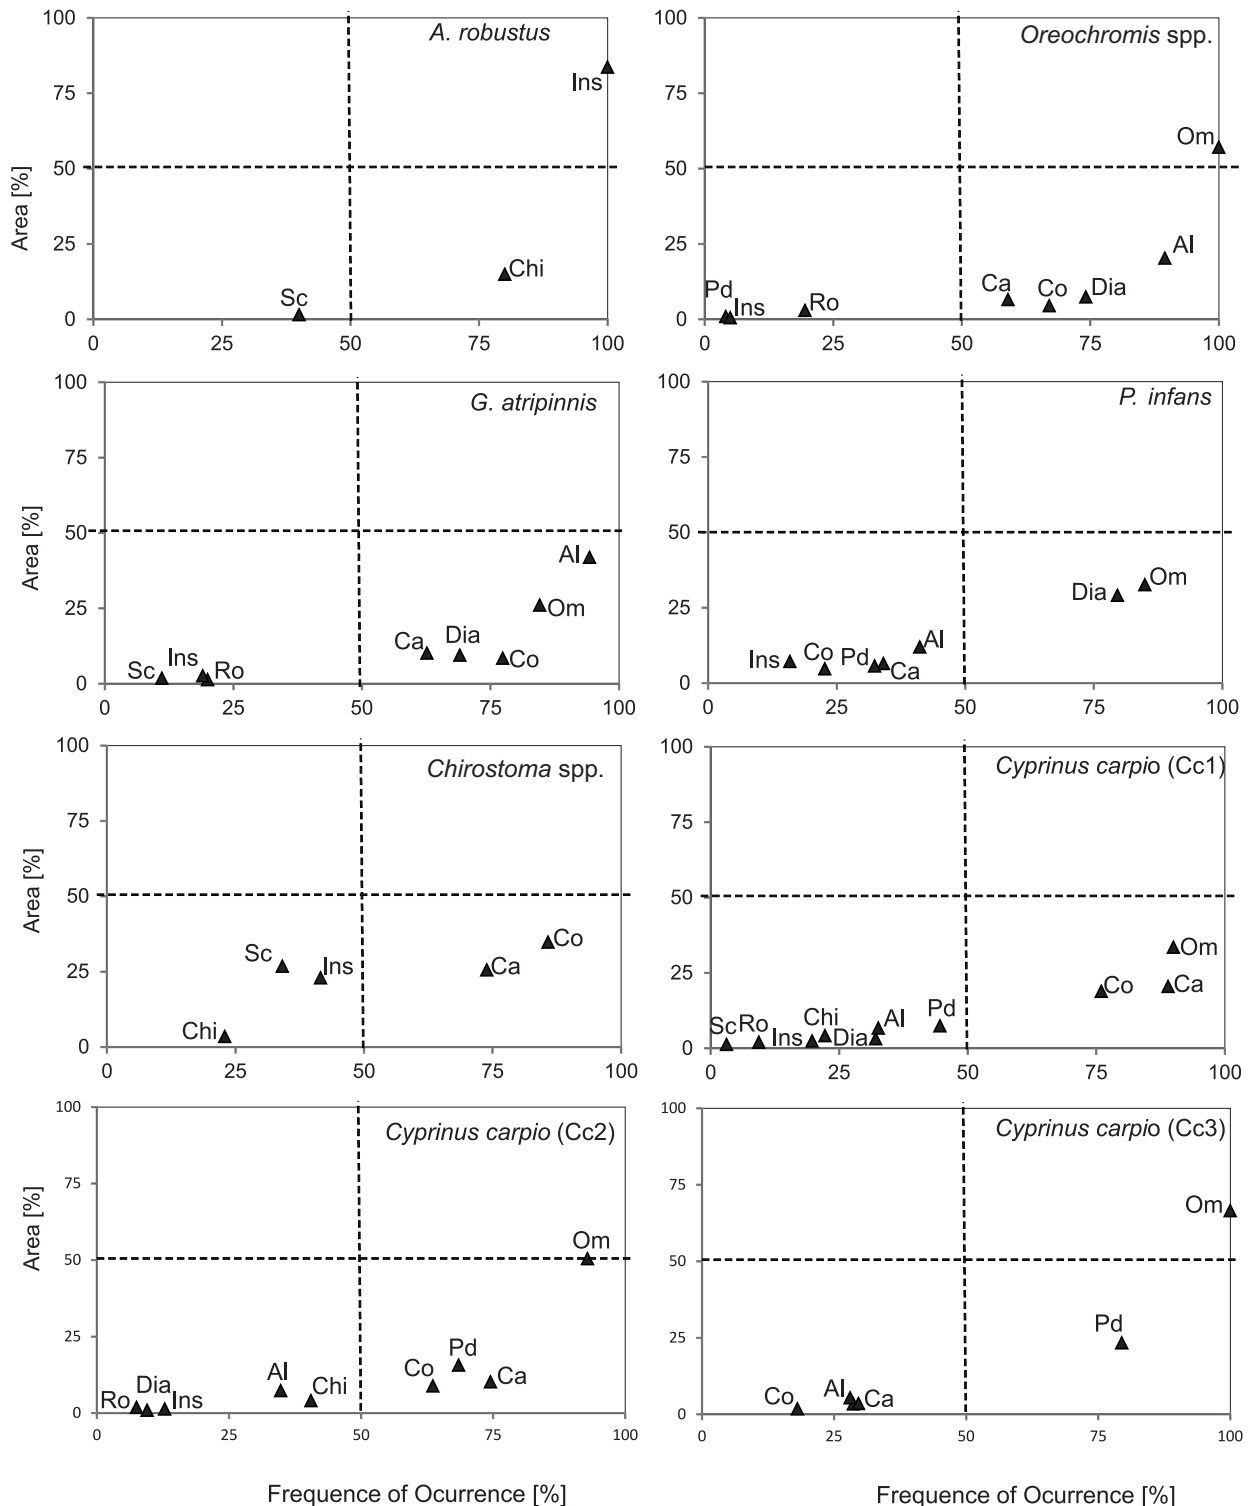 A. robustus
Area [%]
100
75
50
25
0
0 25 50 75 100
Ins
Chi
Sc
Oreochromis spp.
100
75
50
25
0
0 25 50 75 100
Om
Al
Dia
Co
Ca
Ro
Pd
Ins
G. atripinnis
Area [%]
100
75
50
25
0
0 25 50 75 100
Al
Om
Co
Dia
Ca
Ro
Ins
Sc
P. infans
100
75
50
25
0
0 25 50 75 100
Om
Dia
Al
Ca
Pd
Co
Ins
Chirostoma spp.
Area [%]
100
75
50
25
0
0 25 50 75 100
Co
Ca
Ins
Sc
Chi
Cyprinus carpio (Cc1)
100
75
50
25
0
0 25 50 75 100
Om
Ca
Co
Pd
Al
Dia
Chi
Ins
Ro
Sc
Cyprinus carpio (Cc2)
Area [%]
100
75
50
25
0
0 25 50 75 100
Om
Ca
Pd
Co
Chi
Al
Ins
Dia
Ro
Cyprinus carpio (Cc3)
100
75
50
25
0
0 25 50 75 100
Om
Pd
Ca
Al
Co
Frequence of Ocurrence [%]
Frequence of Ocurrence [%]